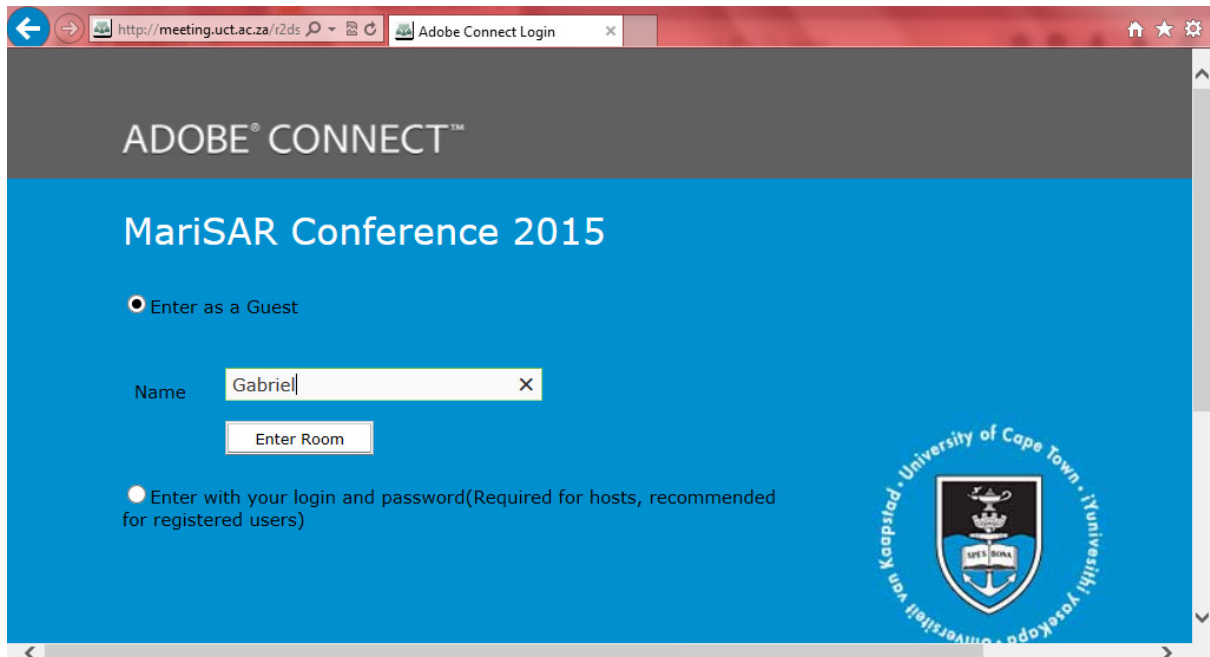 http://meeting.uct.ac.za/r2ds
Adobe Connect Login
ADOBE® CONNECT™
MariSAR Conference 2015
Enter as a Guest
Name
Gabriel
Enter Room
Enter with your login and password(Required for hosts, recommended
for registered users)
University of Cape Town · iYunivesithi yaseKapa · Universiteit van Kaapstad ·
SPES BONA